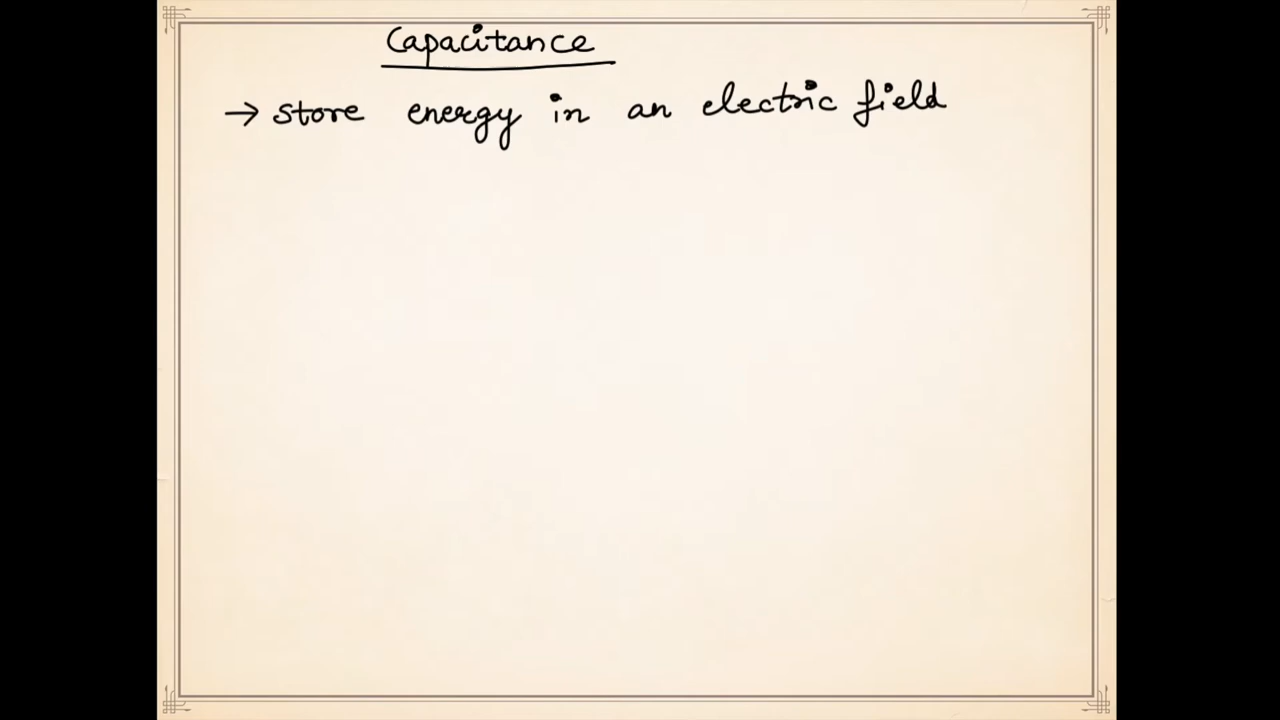 Capacitance
→ store energy in an electric field